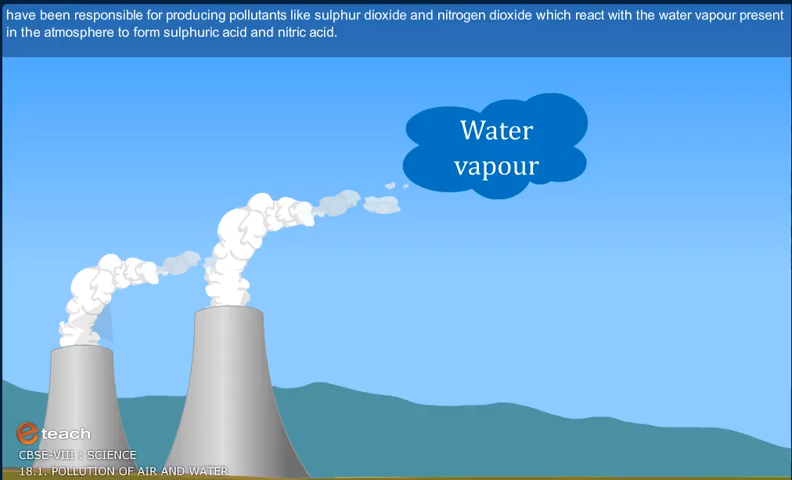 have been responsible for producing pollutants like sulphur dioxide and nitrogen dioxide which react with the water vapour present
in the atmosphere to form sulphuric acid and nitric acid.
Water
vapour
eteach
CBSE-VIII : SCIENCE
18.1. POLLUTION OF AIR AND WATER